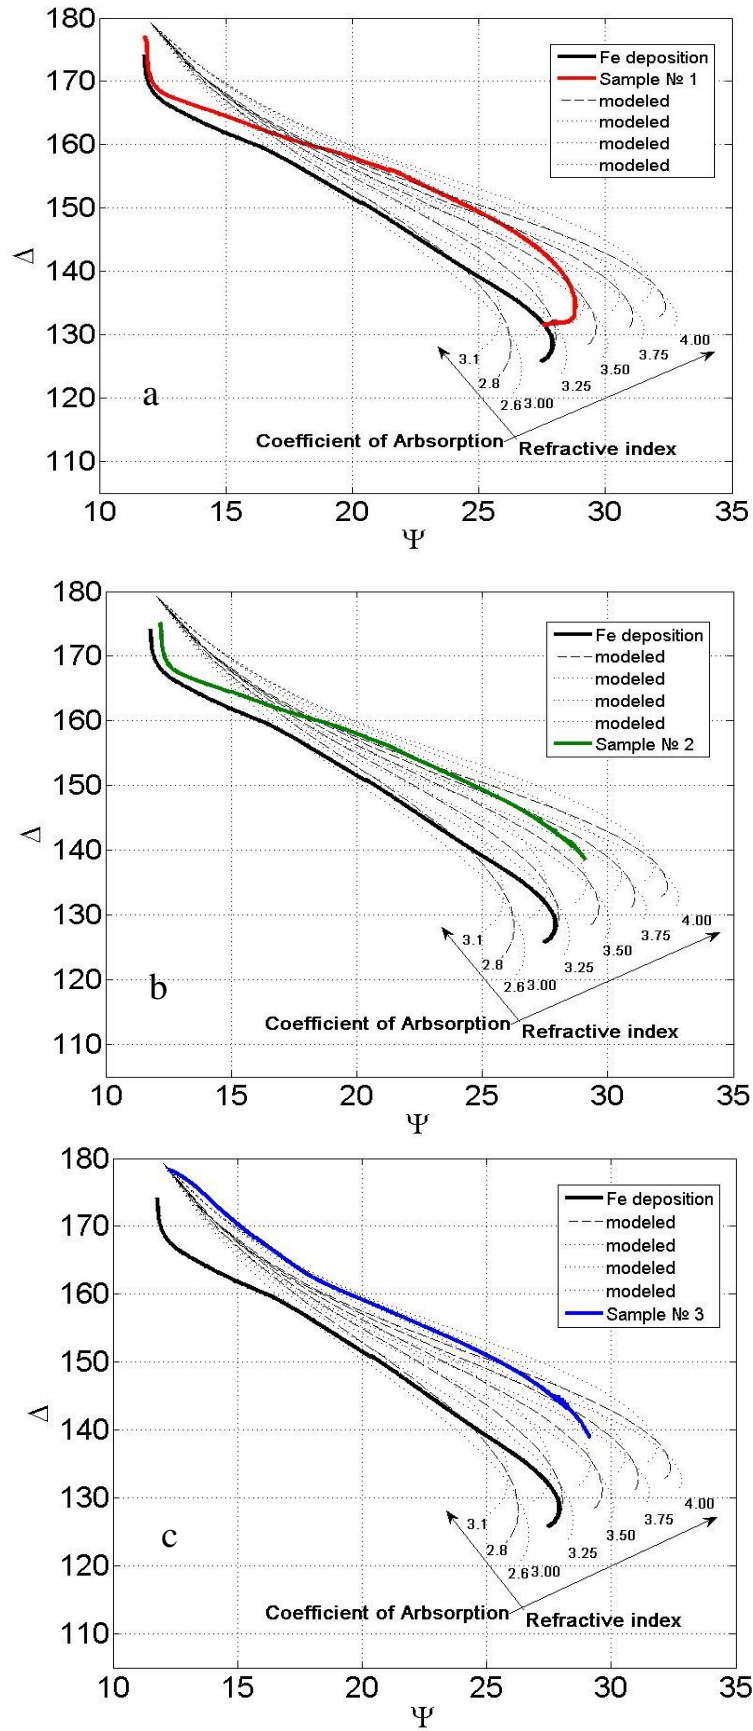 180
170
160
150
140
130
120
110
Δ
Fe deposition
Sample № 1
modeled
modeled
modeled
modeled
3.1
2.8
2.6
3.00
3.25
3.50
3.75
4.00
a
Coefficient of Arbsorption
Refractive index
10 15 20 25 30 35
Ψ
180
170
160
150
140
130
120
110
Δ
Fe deposition
modeled
modeled
modeled
modeled
Sample № 2
3.1
2.8
2.6
3.00
3.25
3.50
3.75
4.00
b
Coefficient of Arbsorption
Refractive index
10 15 20 25 30 35
Ψ
180
170
160
150
140
130
120
110
Δ
Fe deposition
modeled
modeled
modeled
modeled
Sample № 3
3.1
2.8
2.6
3.00
3.25
3.50
3.75
4.00
c
Coefficient of Arbsorption
Refractive index
10 15 20 25 30 35
Ψ